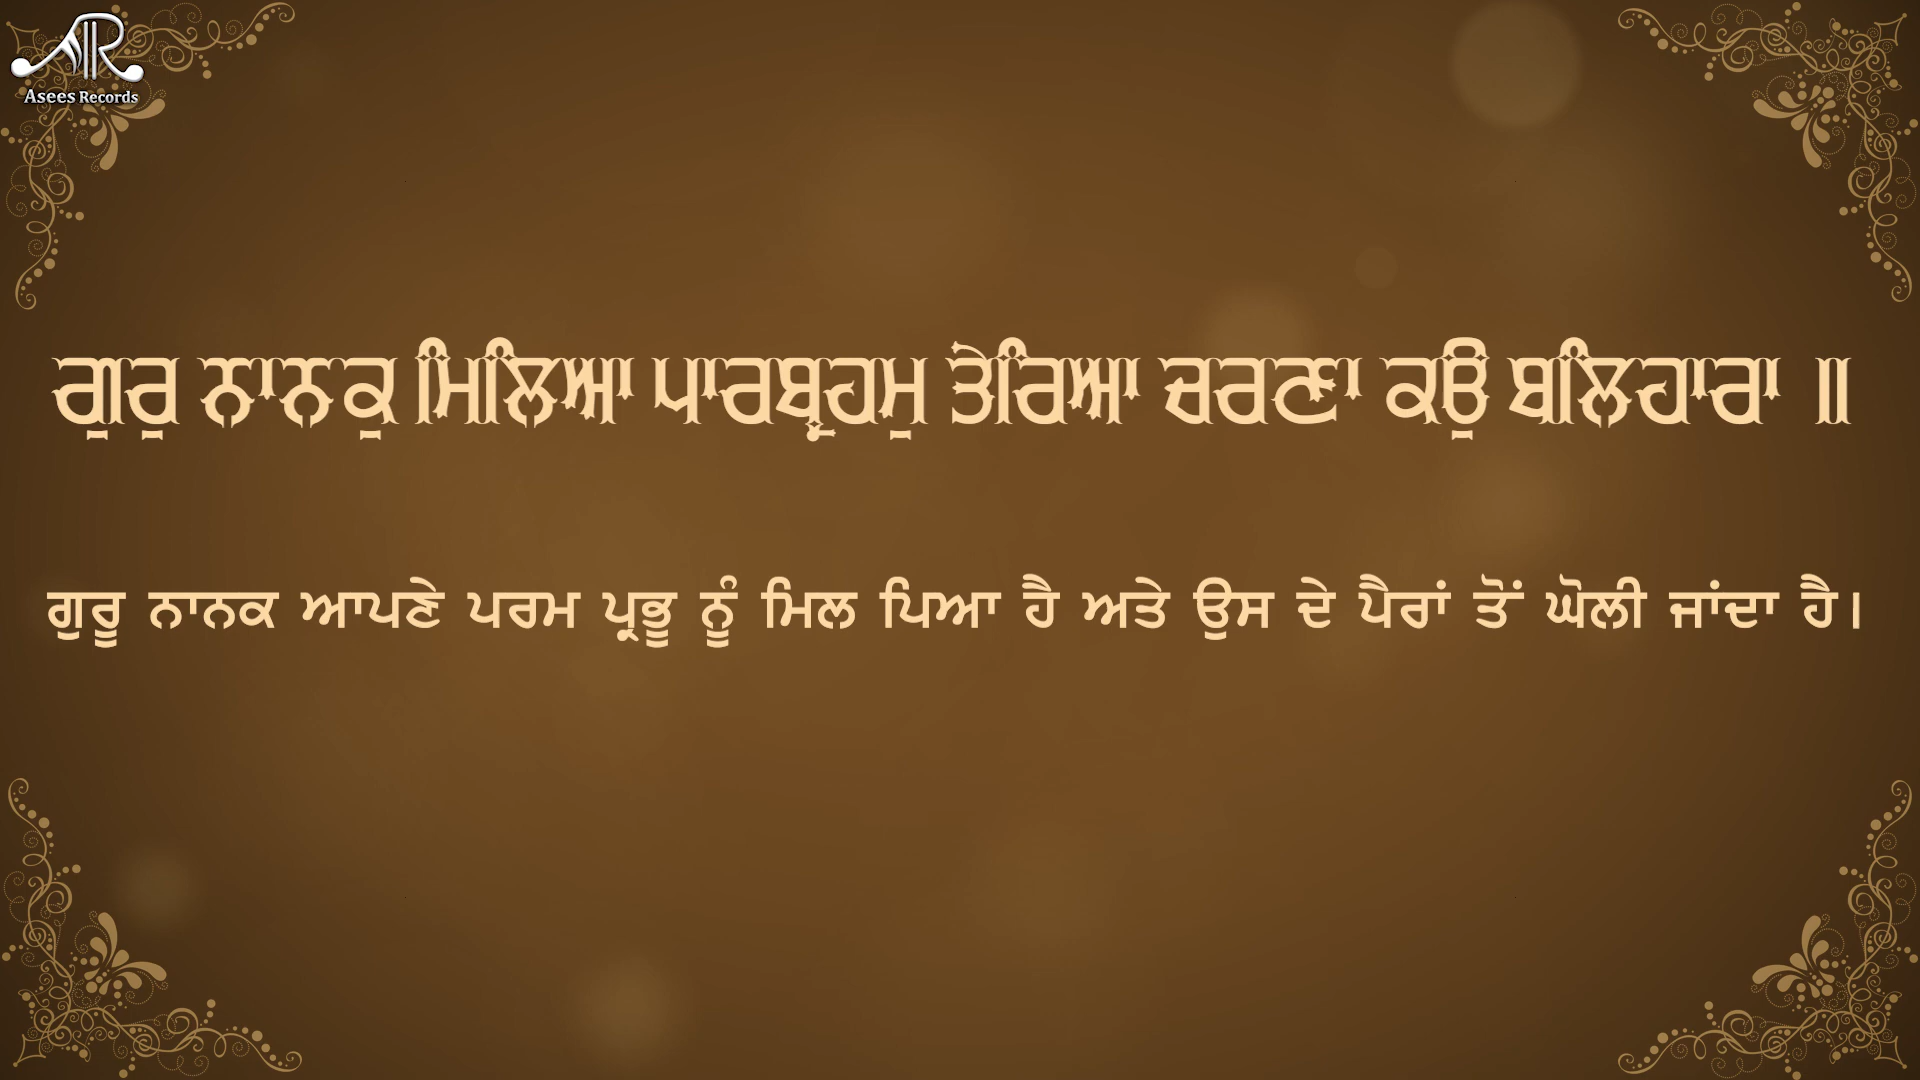 Asees Records
ਗੁਰੁ ਨਾਨਕੁ ਮਿਲਿਆ ਪਾਰਬ੍ਰਹਮੁ ਤੇਰਿਆ ਚਰਣਾ ਕਉ ਬਲਿਹਾਰਾ ॥
ਗੁਰੂ ਨਾਨਕ ਆਪਣੇ ਪਰਮ ਪ੍ਰਭੂ ਨੂੰ ਮਿਲ ਪਿਆ ਹੈ ਅਤੇ ਉਸ ਦੇ ਪੈਰਾਂ ਤੋਂ ਘੋਲੀ ਜਾਂਦਾ ਹੈ।